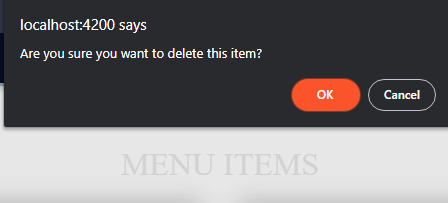 localhost:4200 says
Are you sure you want to delete this item?
OK
Cancel
MENU ITEMS